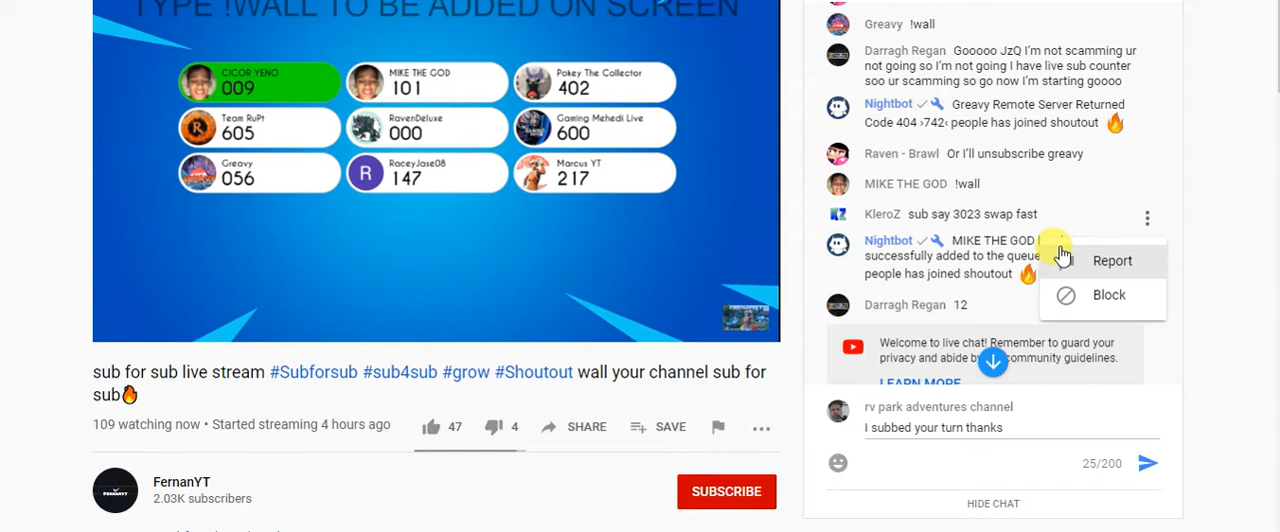 TYPE !WALL TO BE ADDED ON SCREEN
CICOR YENO
009
MIKE THE GOD
101
Pokey The Collector
402
Team RuPt
605
RavenDeluxe
000
Gaming Mehedi Live
600
Greavy
056
R
RaceyJase08
147
Marcus YT
217
sub for sub live stream #Subforsub #sub4sub #grow #Shoutout wall your channel sub for
sub🔥
109 watching now • Started streaming 4 hours ago
47
4
SHARE
SAVE
FERNANYT
FernanYT
2.03K subscribers
SUBSCRIBE
Greavy !wall
Darragh Regan Gooooo JzQ I'm not scamming ur
not going so I'm not going I have live sub counter
soo ur scamming so go now I'm starting goooo
Nightbot Greavy Remote Server Returned
Code 404 ›742‹ people has joined shoutout 🔥
Raven - Brawl Or I'll unsubscribe greavy
MIKE THE GOD !wall
KleroZ sub say 3023 swap fast
Nightbot MIKE THE GOD
successfully added to the queue
people has joined shoutout 🔥
Report
Block
Darragh Regan 12
Welcome to live chat! Remember to guard your
privacy and abide by community guidelines.
LEARN MORE
rv park adventures channel
I subbed your turn thanks
25/200
HIDE CHAT